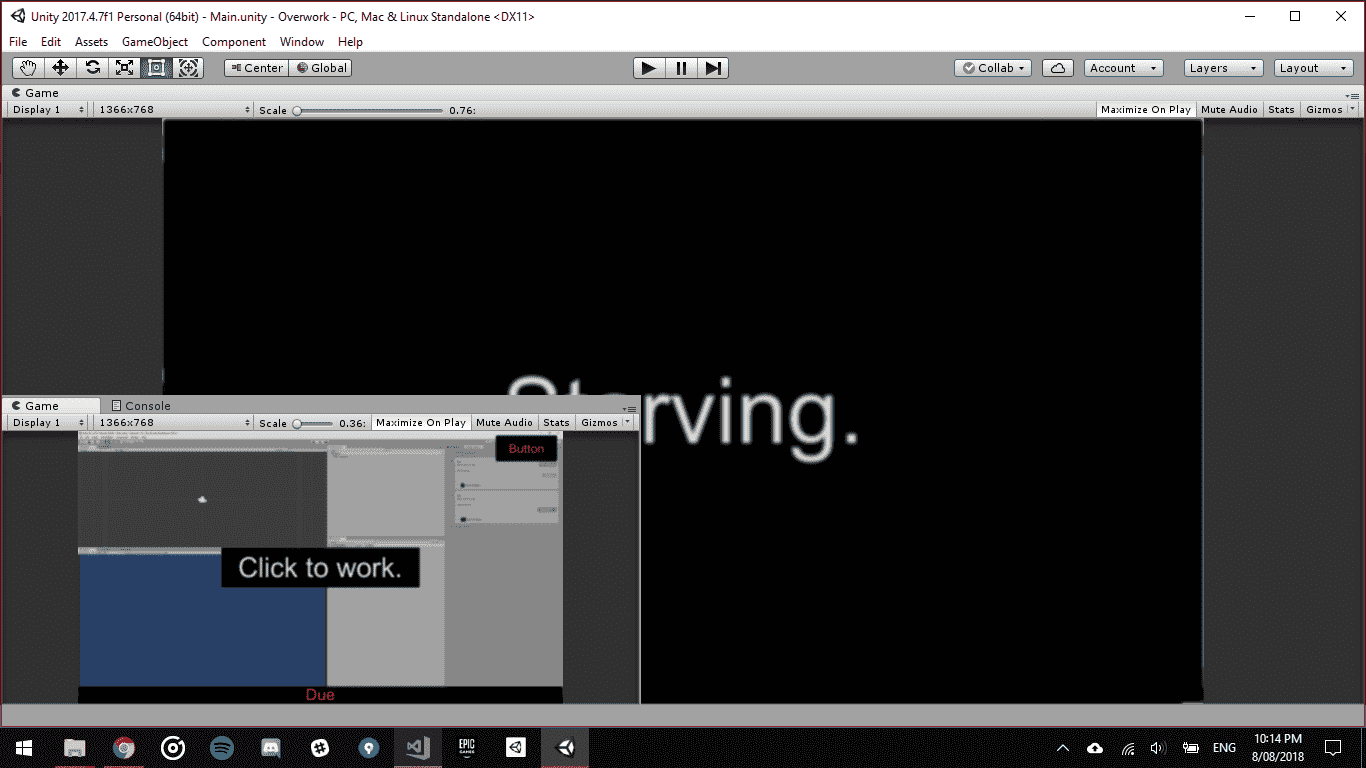 Unity 2017.4.7f1 Personal (64bit) - Main.unity - Overwork - PC, Mac & Linux Standalone <DX11>
File Edit Assets GameObject Component Window Help
Center Global Collab Account Layers Layout
Game
Display 1 1366x768 Scale 0.76: Maximize On Play Mute Audio Stats Gizmos
Starving.
Game Console
Display 1 1366x768 Scale 0.36: Maximize On Play Mute Audio Stats Gizmos
Button
Click to work.
Due
EPIC GAMES
ENG
10:14 PM
8/08/2018